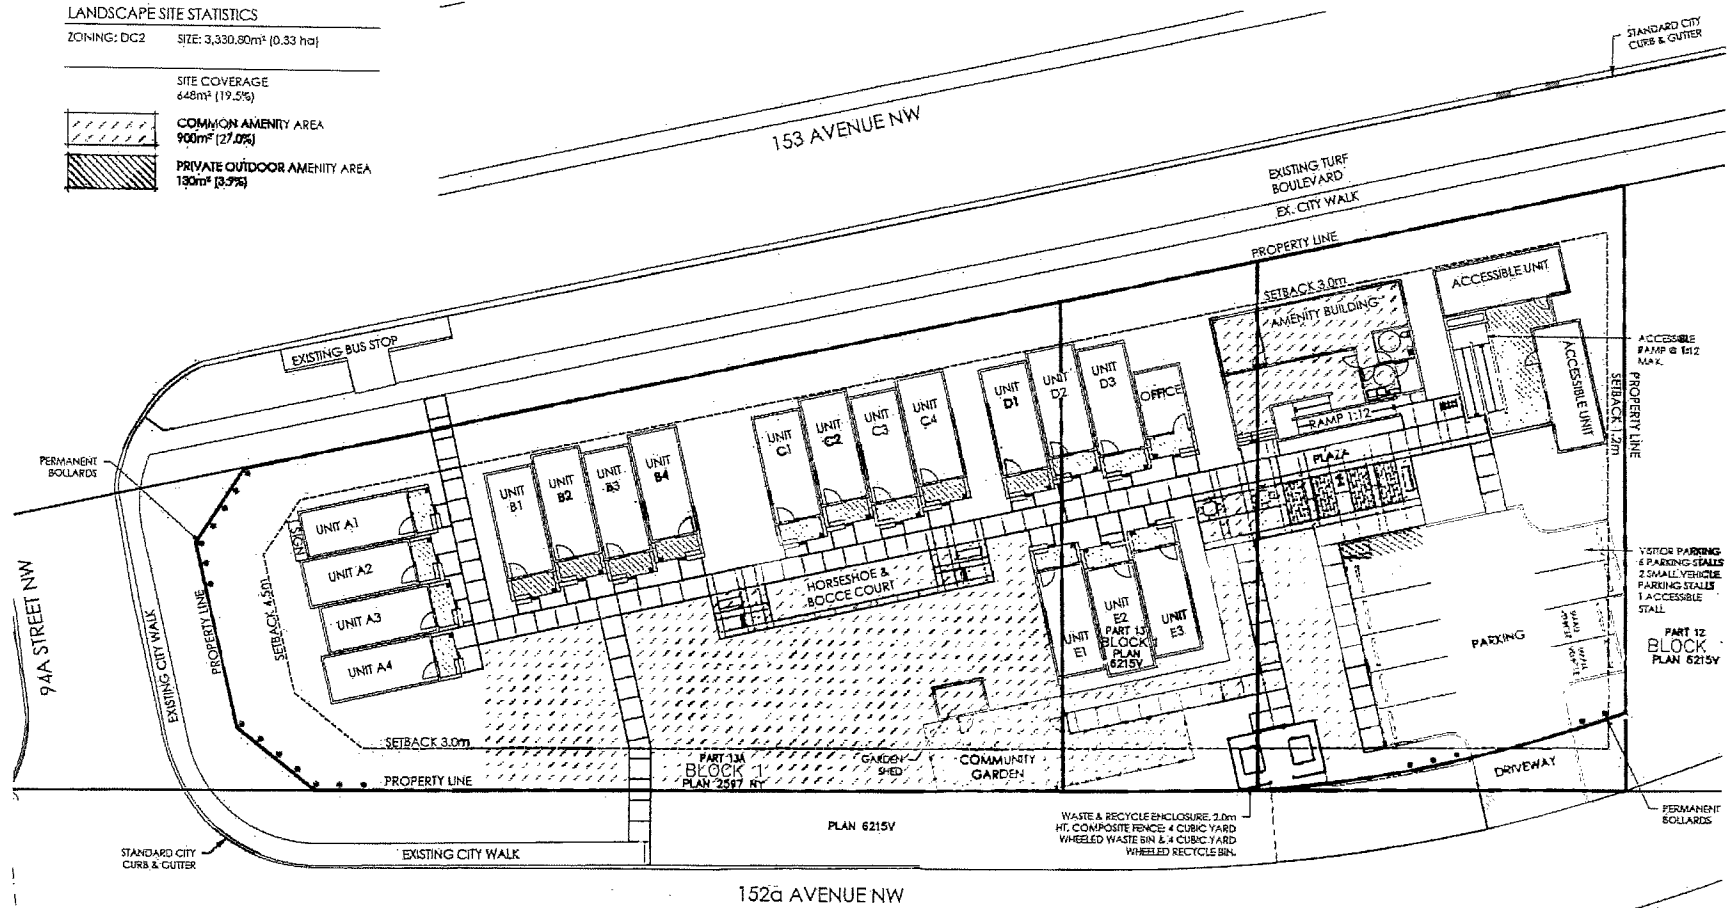 LANDSCAPE SITE STATISTICS
ZONING: DC2 SIZE: 3,330.80m² (0.33 ha)
SITE COVERAGE
648m² (19.5%)
COMMON AMENITY AREA
900m² (27.0%)
PRIVATE OUTDOOR AMENITY AREA
130m² (3.9%)
STANDARD CITY
CURB & GUTTER
153 AVENUE NW
EXISTING TURF
BOULEVARD
EX. CITY WALK
PROPERTY LINE
SETBACK 3.0m
AMENITY BUILDING
ACCESSIBLE UNIT
ACCESSIBLE UNIT
ACCESSIBLE
RAMP @ 1:12
MAX.
PROPERTY LINE
SETBACK 1.2m
EXISTING BUS STOP
PERMANENT
BOLLARDS
SIGN
UNIT A1
UNIT A2
UNIT A3
UNIT A4
UNIT
B1
UNIT
B2
UNIT
B3
UNIT
B4
UNIT
C1
UNIT
C2
UNIT
C3
UNIT
C4
UNIT
D1
UNIT
D2
UNIT
D3
OFFICE
RAMP 1:12
PLAZA
HORSESHOE &
BOCCE COURT
UNIT
E1
UNIT
E2
UNIT
E3
PART 13
BLOCK 1
PLAN
6215V
VISITOR PARKING
6 PARKING STALLS
2 SMALL VEHICLE
PARKING STALLS
1 ACCESSIBLE
STALL
PARKING
SMALL
VEHICLE
SMALL
VEHICLE
PART 12
BLOCK
PLAN 6215V
94A STREET NW
EXISTING CITY WALK
PROPERTY LINE
SETBACK 4.5m
SETBACK 3.0m
PROPERTY LINE
PART 13A
BLOCK 1
PLAN 2597 NY
GARDEN
SHED
COMMUNITY
GARDEN
DRIVEWAY
PERMANENT
BOLLARDS
PLAN 6215V
WASTE & RECYCLE ENCLOSURE, 2.0m
HT. COMPOSITE FENCE: 4 CUBIC YARD
WHEELED WASTE BIN & 4 CUBIC YARD
WHEELED RECYCLE BIN.
STANDARD CITY
CURB & GUTTER
EXISTING CITY WALK
152a AVENUE NW